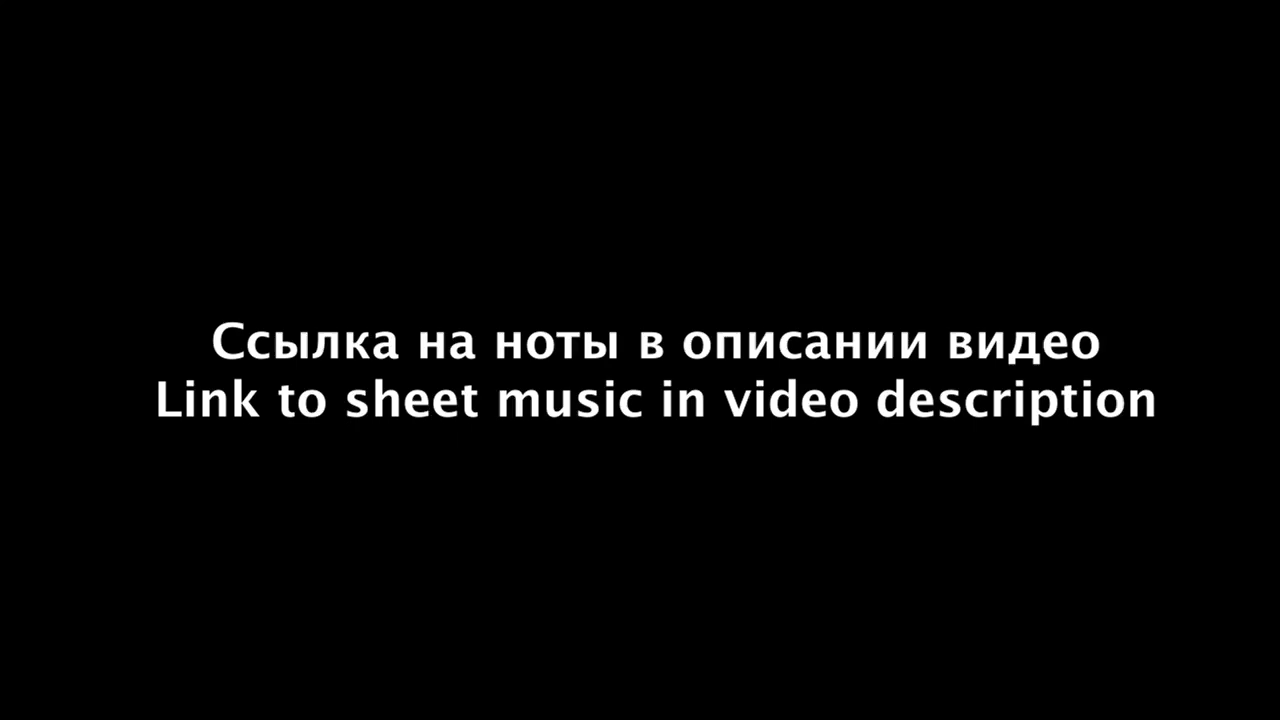 Ссылка на ноты в описании видео
Link to sheet music in video description